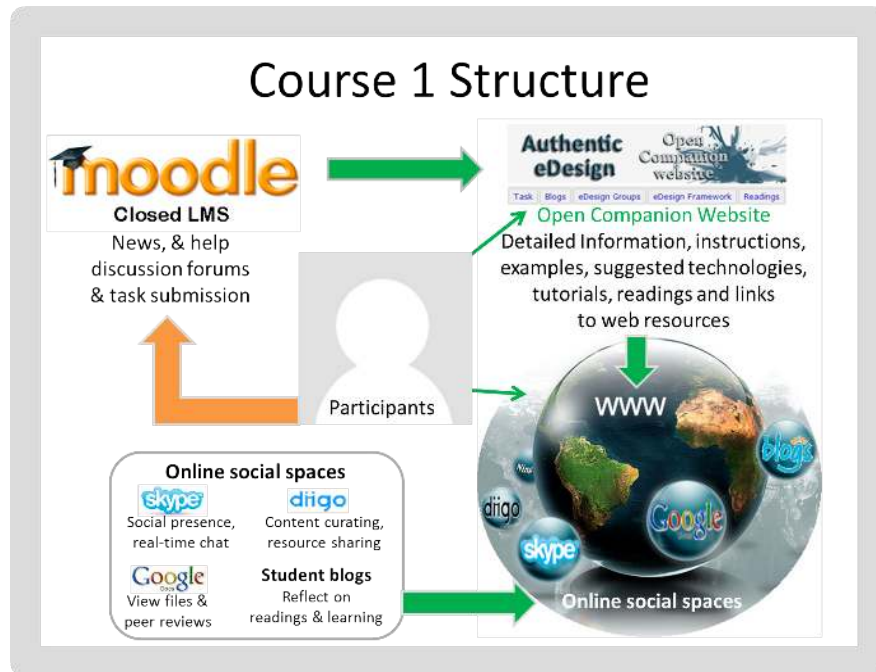 Course 1 Structure
moodle
Closed LMS
News, & help
discussion forums
& task submission
Authentic
eDesign
Open
Companion
website
Task Blogs eDesign Groups eDesign Framework Readings
Open Companion Website
Detailed Information, instructions,
examples, suggested technologies,
tutorials, readings and links
to web resources
Participants
www
blogs
Ning
diigo
Google
skype
Online social spaces
Online social spaces
skype
Social presence,
real-time chat
diigo
Content curating,
resource sharing
Google
Docs
View files &
peer reviews
Student blogs
Reflect on
readings & learning